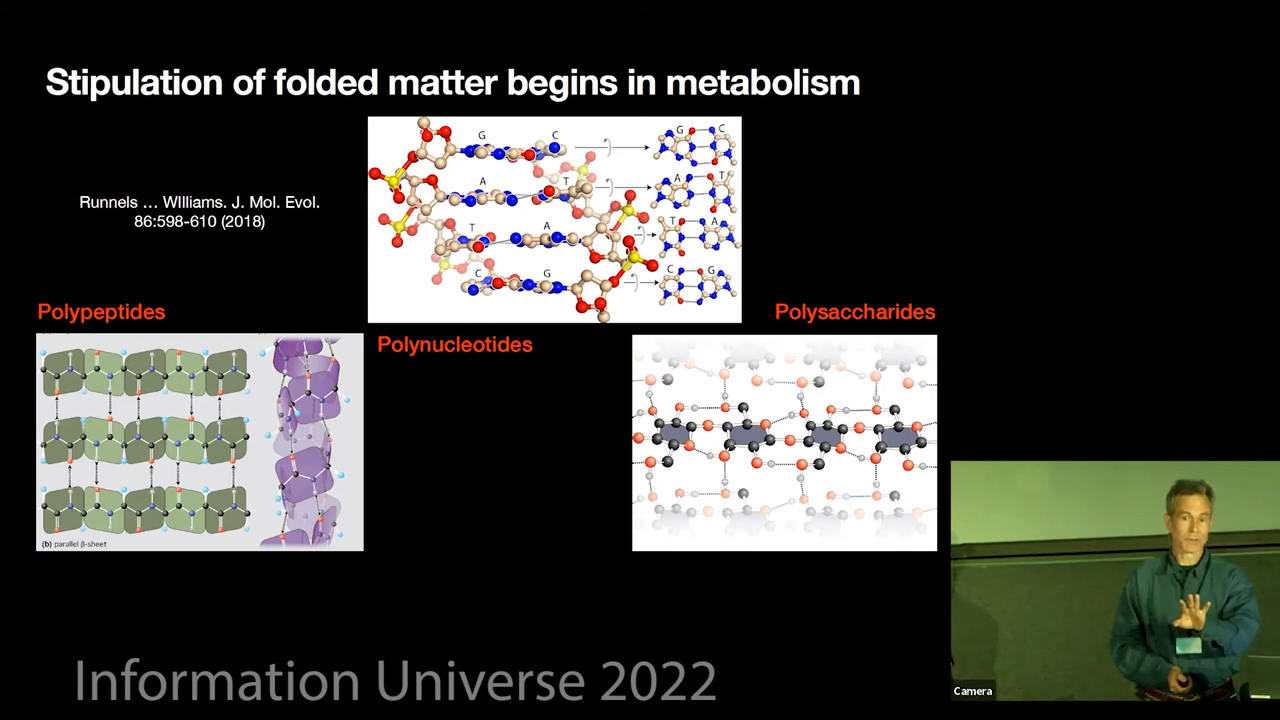 Stipulation of folded matter begins in metabolism
Runnels ... WIlliams. J. Mol. Evol.
86:598-610 (2018)
G C G C
A T A T
T A T A
C G C G
Polypeptides
Polysaccharides
Polynucleotides
(b) parallel β-sheet
Information Universe 2022
Camera